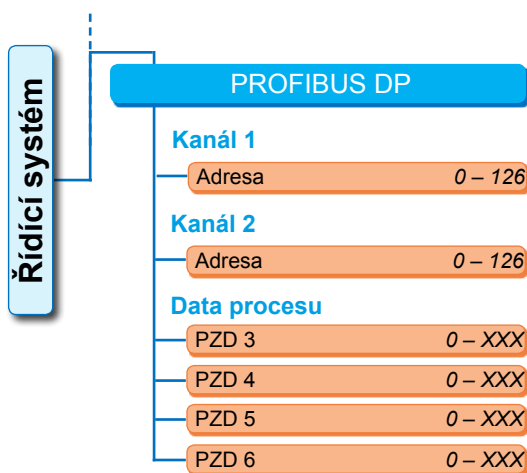 Řídící systém
PROFIBUS DP
Kanál 1
Adresa 0 – 126
Kanál 2
Adresa 0 – 126
Data procesu
PZD 3 0 – XXX
PZD 4 0 – XXX
PZD 5 0 – XXX
PZD 6 0 – XXX